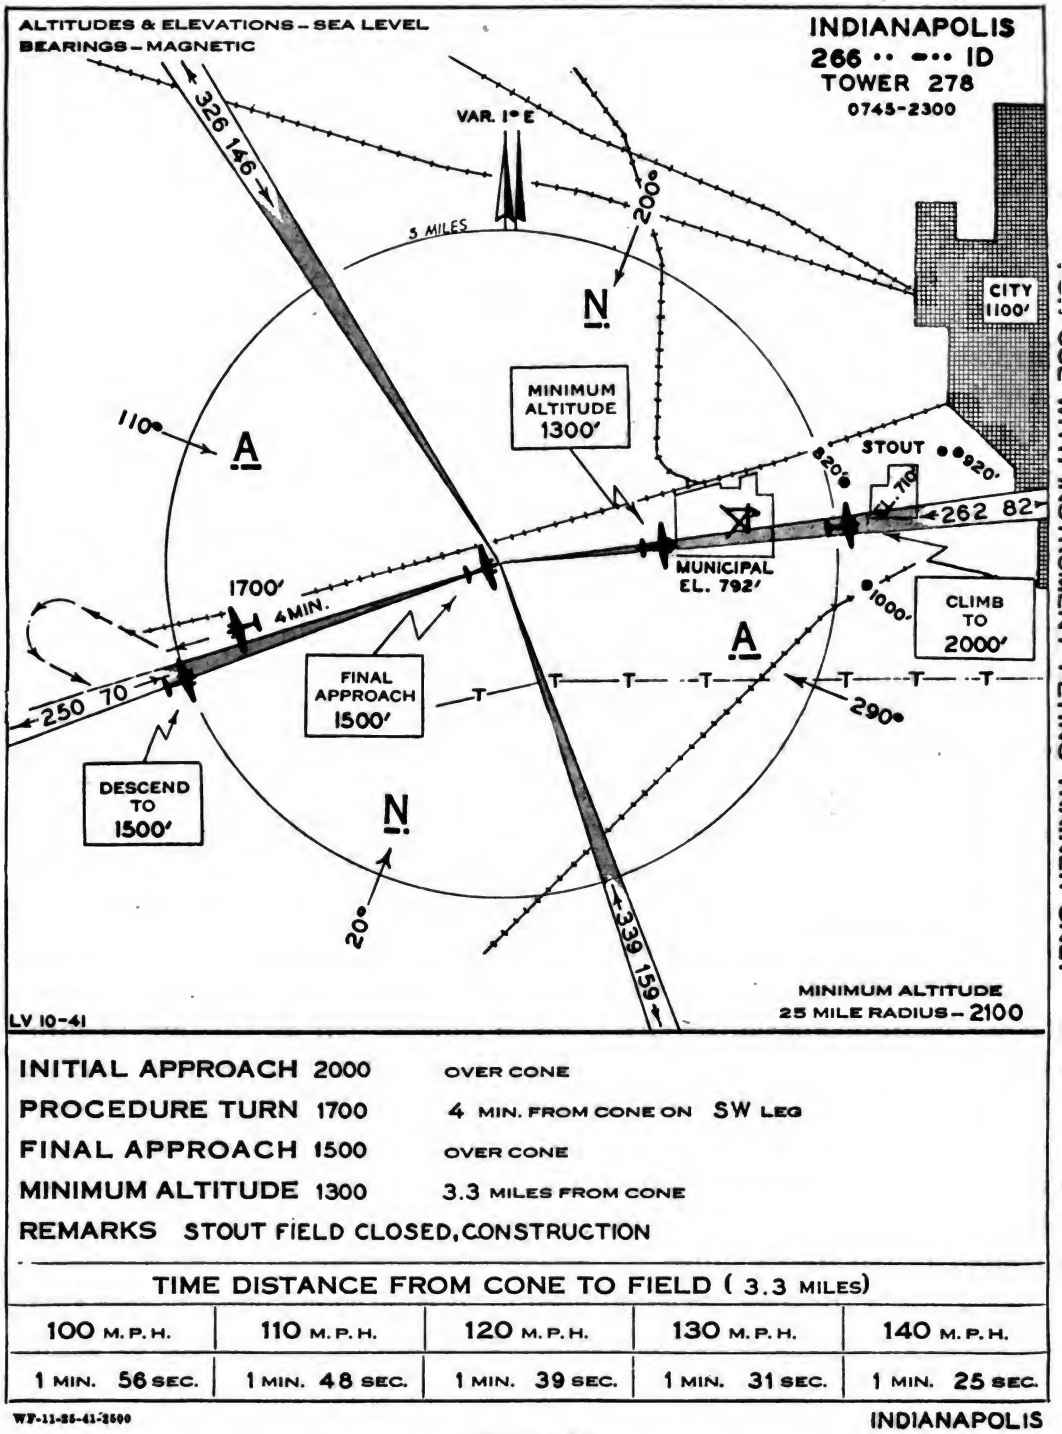 ALTITUDES & ELEVATIONS – SEA LEVEL
BEARINGS – MAGNETIC
INDIANAPOLIS
266 •• –•• ID
TOWER 278
0745-2300
326 146
VAR. 1° E
200°
5 MILES
N
CITY
1100'
MINIMUM
ALTITUDE
1300'
110°
A
STOUT
820'
920'
EL. 710'
262 82
MUNICIPAL
EL. 792'
1700'
4 MIN.
1000'
CLIMB
TO
2000'
FINAL
APPROACH
1500'
A
T T T T T T T
250 70
290°
DESCEND
TO
1500'
N
20°
339 159
MINIMUM ALTITUDE
25 MILE RADIUS – 2100
LV 10-41
INITIAL APPROACH 2000 OVER CONE
PROCEDURE TURN 1700 4 MIN. FROM CONE ON SW LEG
FINAL APPROACH 1500 OVER CONE
MINIMUM ALTITUDE 1300 3.3 MILES FROM CONE
REMARKS STOUT FIELD CLOSED, CONSTRUCTION
TIME DISTANCE FROM CONE TO FIELD ( 3.3 MILES)
100 M.P.H. 110 M.P.H. 120 M.P.H. 130 M.P.H. 140 M.P.H.
1 MIN. 56 SEC. 1 MIN. 48 SEC. 1 MIN. 39 SEC. 1 MIN. 31 SEC. 1 MIN. 25 SEC.
WF-11-25-41-2500
INDIANAPOLIS